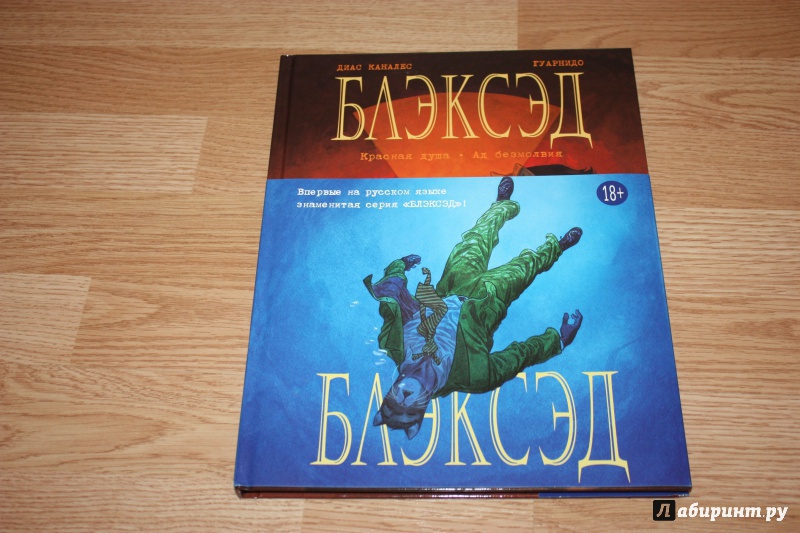 ДИАС КАНАЛЕС ГУАРНИДО
БЛЭКСЭД
Красная душа • Ад безмолвия
Впервые на русском языке
знаменитая серия «БЛЭКСЭД»!
18+
БЛЭКСЭД
Лабиринт.ру